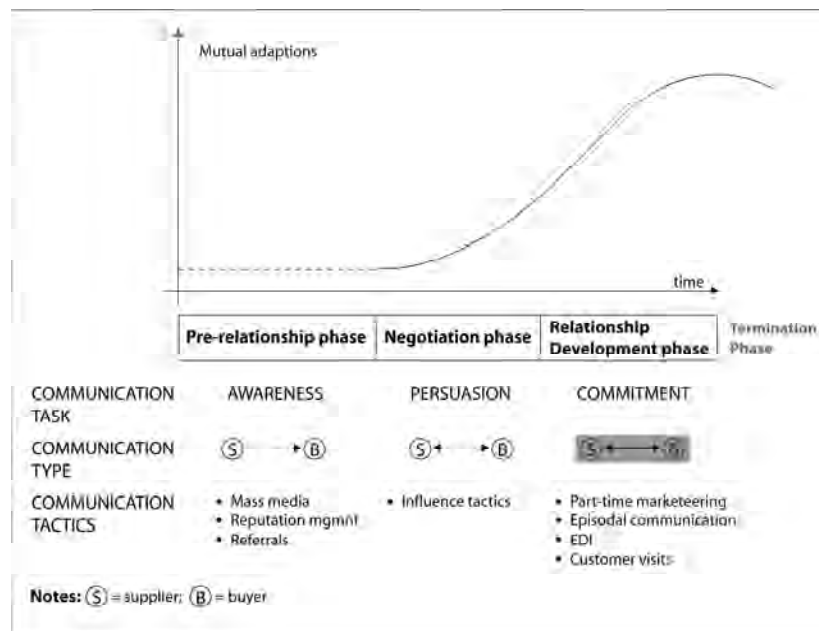 Mutual adaptions
time
Pre-relationship phase
Negotiation phase
Relationship
Development phase
Termination
Phase
COMMUNICATION
TASK
AWARENESS
PERSUASION
COMMITMENT
COMMUNICATION
TYPE
S B
S B
S B
COMMUNICATION
TACTICS
• Mass media
• Reputation mgmnt
• Referrals
• Influence tactics
• Part-time marketeering
• Episodal communication
• EDI
• Customer visits
Notes: S = supplier; B = buyer